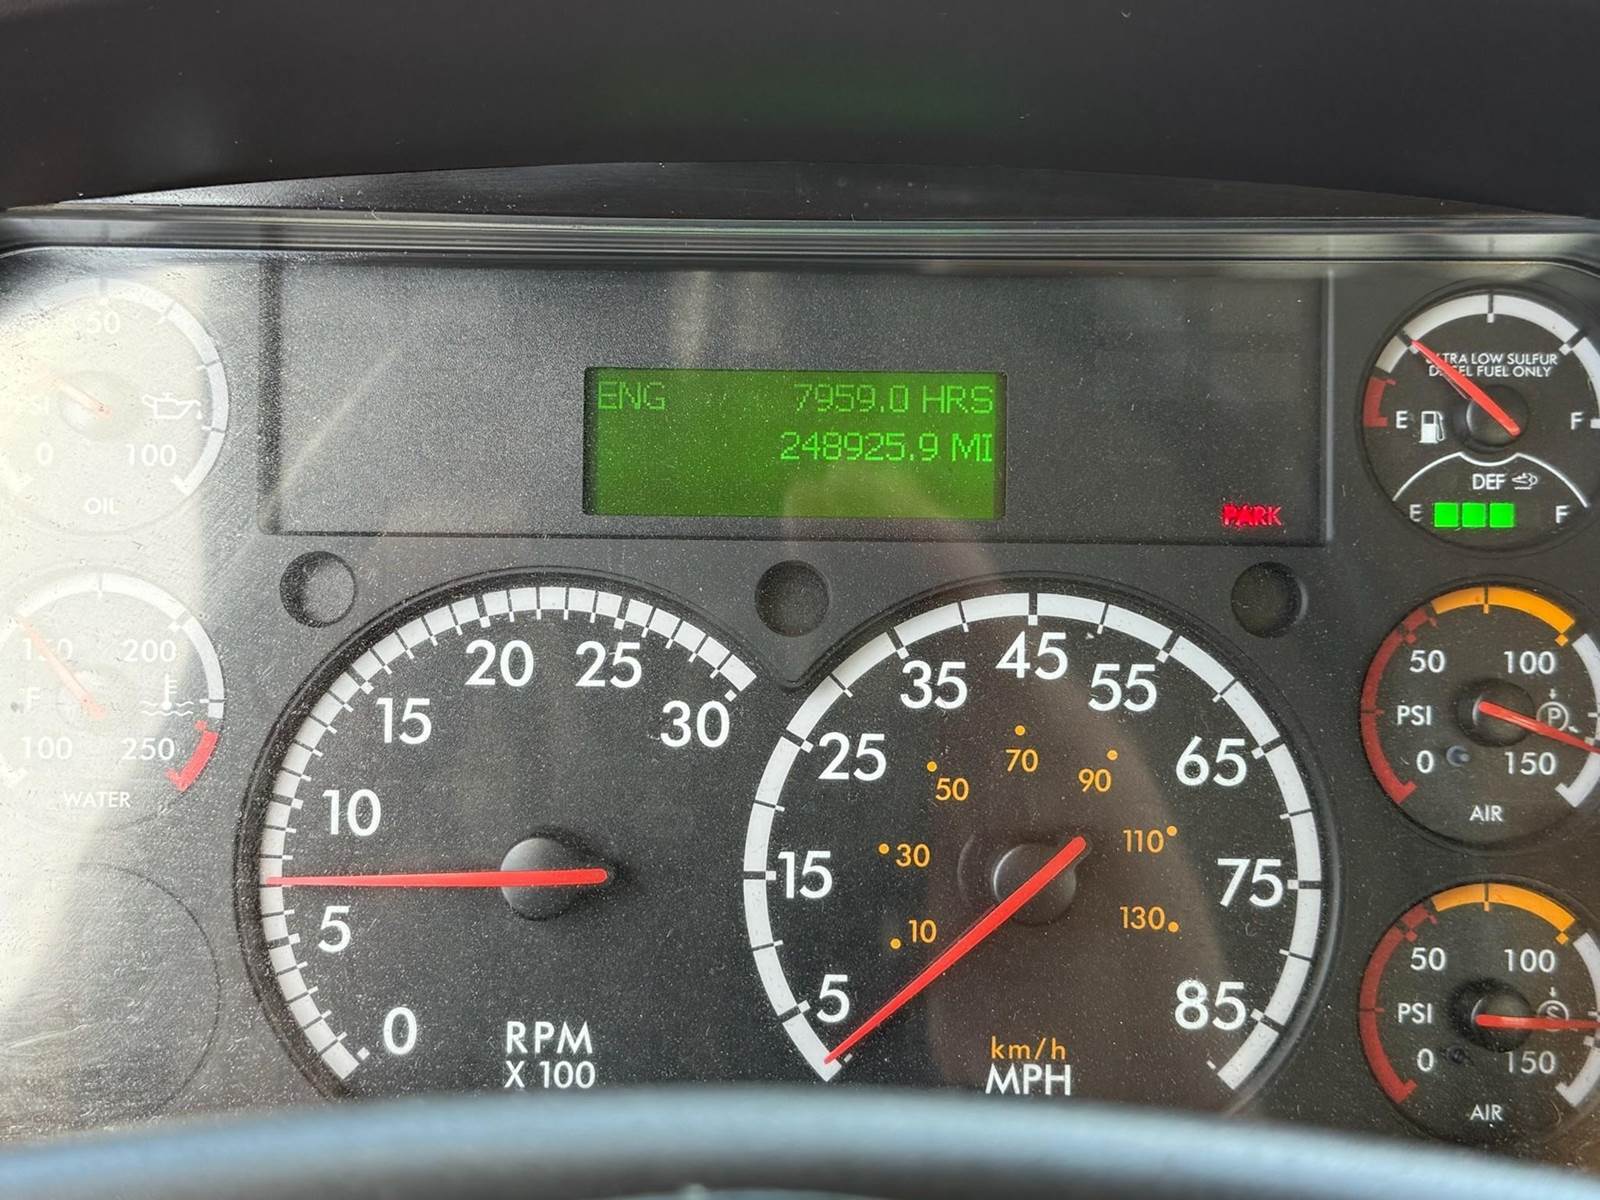 ENG 7959.0 HRS
248925.9 MI
PARK
50
0 100
OIL
150 200
F
100 250
WATER
0 5 10 15 20 25 30
RPM
X 100
5 15 25 35 45 55 65 75 85
10 30 50 70 90 110 130
km/h
MPH
ULTRA LOW SULFUR
DIESEL FUEL ONLY
E F
DEF
E F
50 100
PSI P
0 150
AIR
50 100
PSI S
0 150
AIR